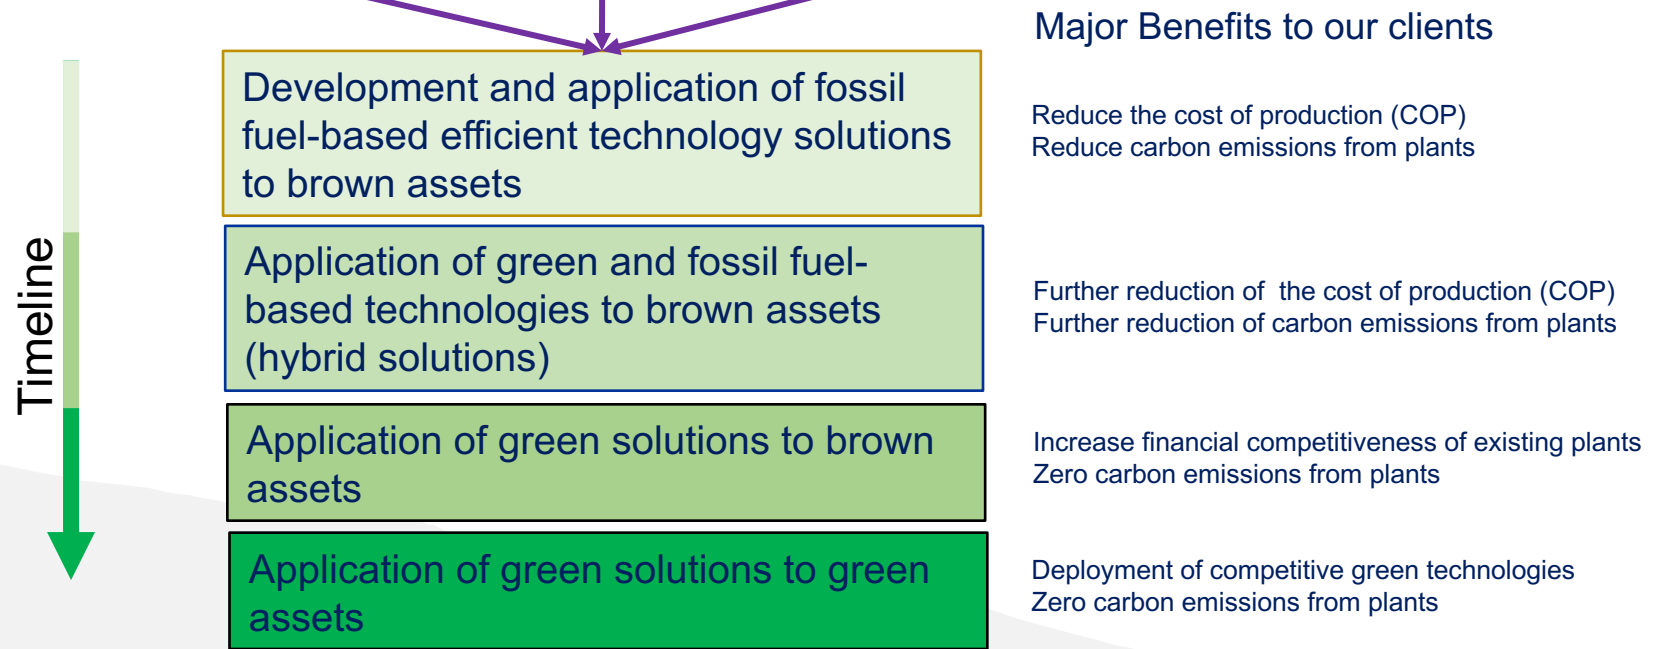 Major Benefits to our clients
Timeline
Development and application of fossil
fuel-based efficient technology solutions
to brown assets
Reduce the cost of production (COP)
Reduce carbon emissions from plants
Application of green and fossil fuel-
based technologies to brown assets
(hybrid solutions)
Further reduction of  the cost of production (COP)
Further reduction of carbon emissions from plants
Application of green solutions to brown
assets
Increase financial competitiveness of existing plants
Zero carbon emissions from plants
Application of green solutions to green
assets
Deployment of competitive green technologies
Zero carbon emissions from plants